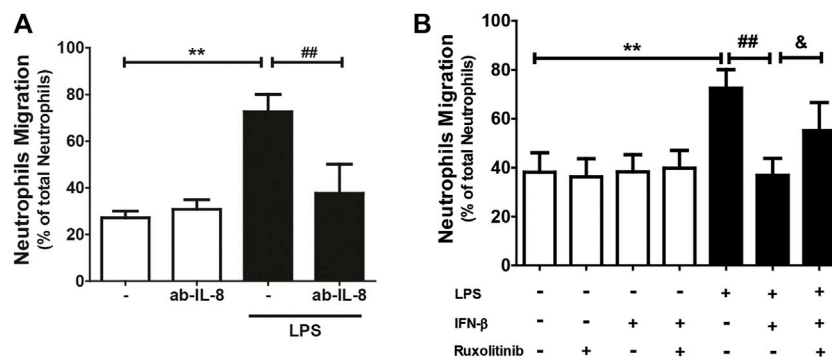 A
Neutrophils Migration
(% of total Neutrophils)
100
80
60
40
20
0
**
##
- ab-IL-8 - ab-IL-8
LPS
B
Neutrophils Migration
(% of total Neutrophils)
100
80
60
40
20
0
** ## &
LPS - - - - + + +
IFN-β - - + + - + +
Ruxolitinib - + - + - - +